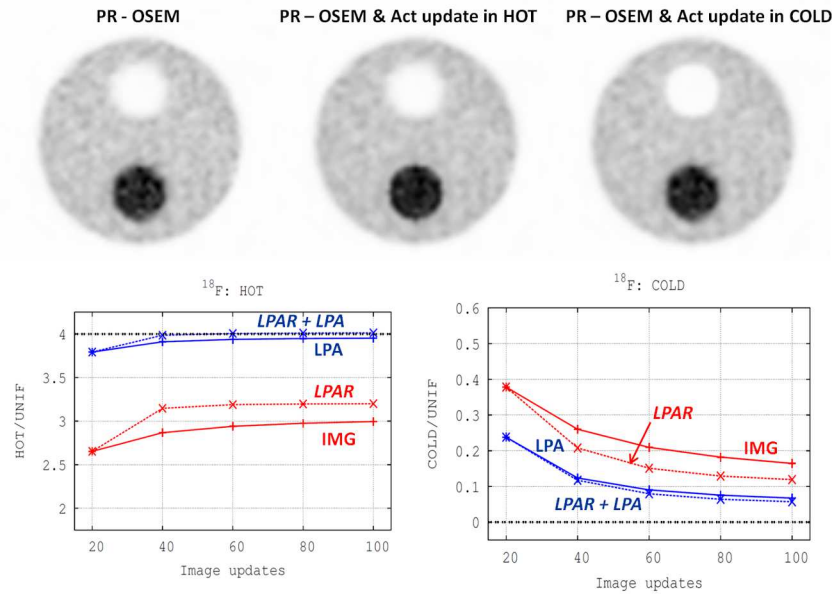 PR - OSEM
PR – OSEM & Act update in HOT
PR – OSEM & Act update in COLD
18F: HOT
HOT/UNIF
4
3.5
3
2.5
2
LPAR + LPA
LPA
LPAR
IMG
20 40 60 80 100
Image updates
18F: COLD
COLD/UNIF
0.6
0.5
0.4
0.3
0.2
0.1
0
LPAR
LPA
IMG
LPAR + LPA
20 40 60 80 100
Image updates